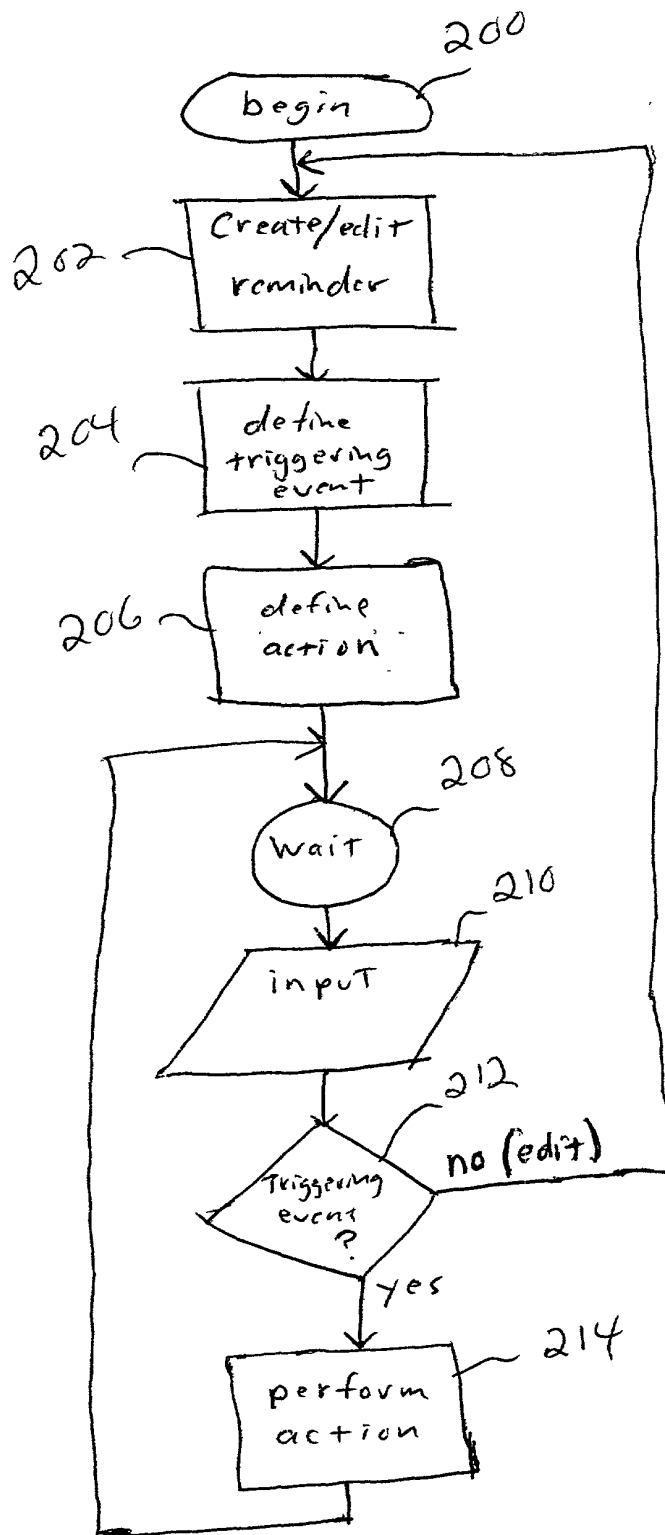 200
begin
202
Create/edit
reminder
204
define
triggering
event
206
define
action
208
wait
210
input
212
Triggering
event
?
no (edit)
yes
214
perform
action